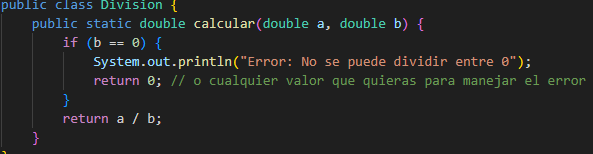 public class Division {
    public static double calcular(double a, double b) {
        if (b == 0) {
            System.out.println("Error: No se puede dividir entre 0");
            return 0; // o cualquier valor que quieras para manejar el error
        }
        return a / b;
    }
}